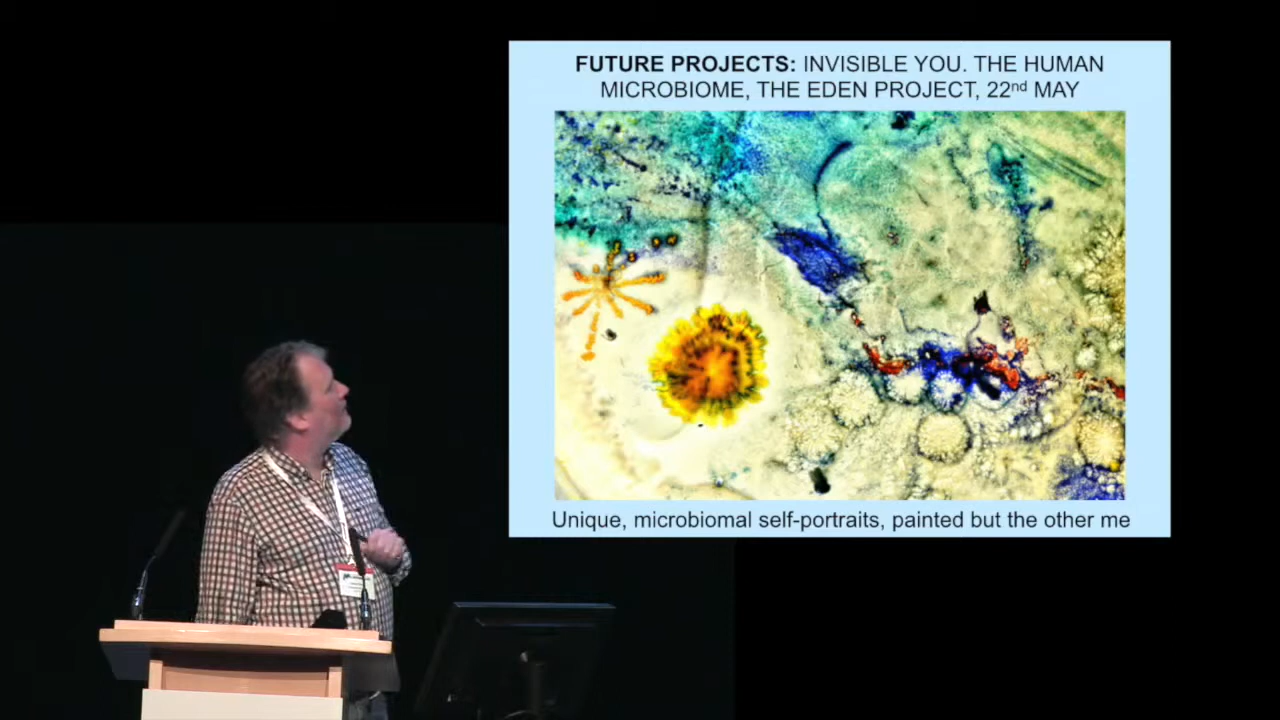 FUTURE PROJECTS: INVISIBLE YOU. THE HUMAN
MICROBIOME, THE EDEN PROJECT, 22nd MAY
Unique, microbiomal self-portraits, painted but the other me